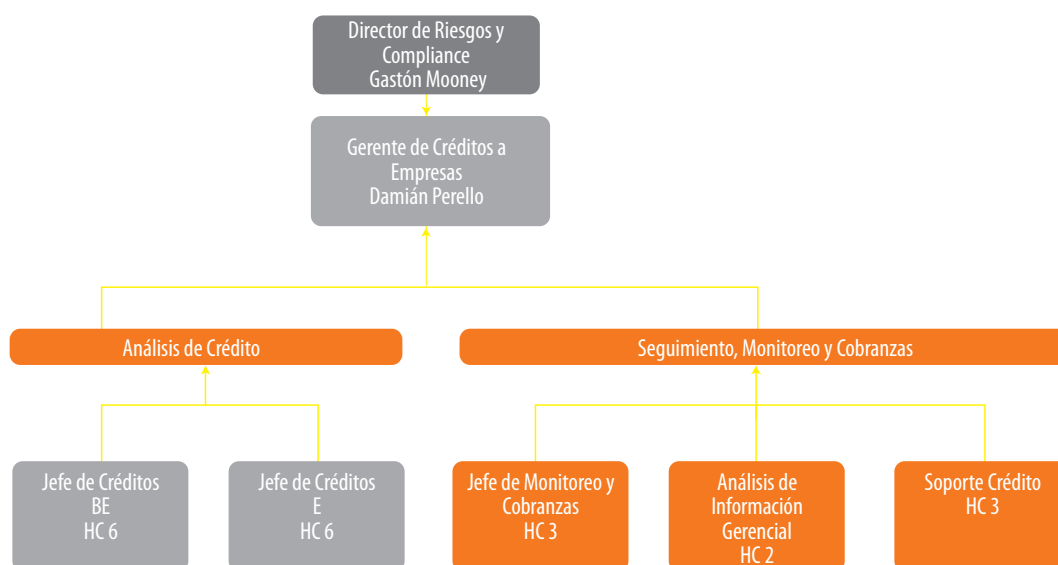 Director de Riesgos y
Compliance
Gastón Mooney
Gerente de Créditos a
Empresas
Damián Perello
Análisis de Crédito
Seguimiento, Monitoreo y Cobranzas
Jefe de Créditos
BE
HC 6
Jefe de Créditos
E
HC 6
Jefe de Monitoreo y
Cobranzas
HC 3
Análisis de
Información
Gerencial
HC 2
Soporte Crédito
HC 3